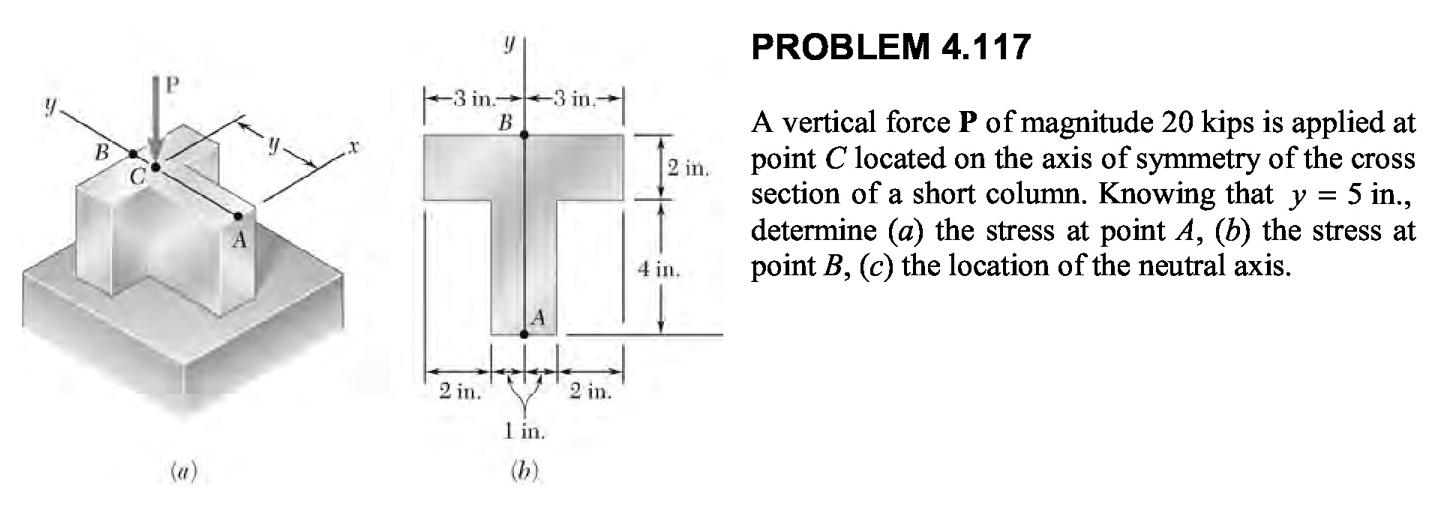 PROBLEM 4.117
A vertical force P of magnitude 20 kips is applied at
point C located on the axis of symmetry of the cross
section of a short column. Knowing that y = 5 in.,
determine (a) the stress at point A, (b) the stress at
point B, (c) the location of the neutral axis.
P
y
B
C
y
x
A
(a)
y
3 in.
3 in.
B
2 in.
4 in.
A
2 in.
2 in.
1 in.
(b)